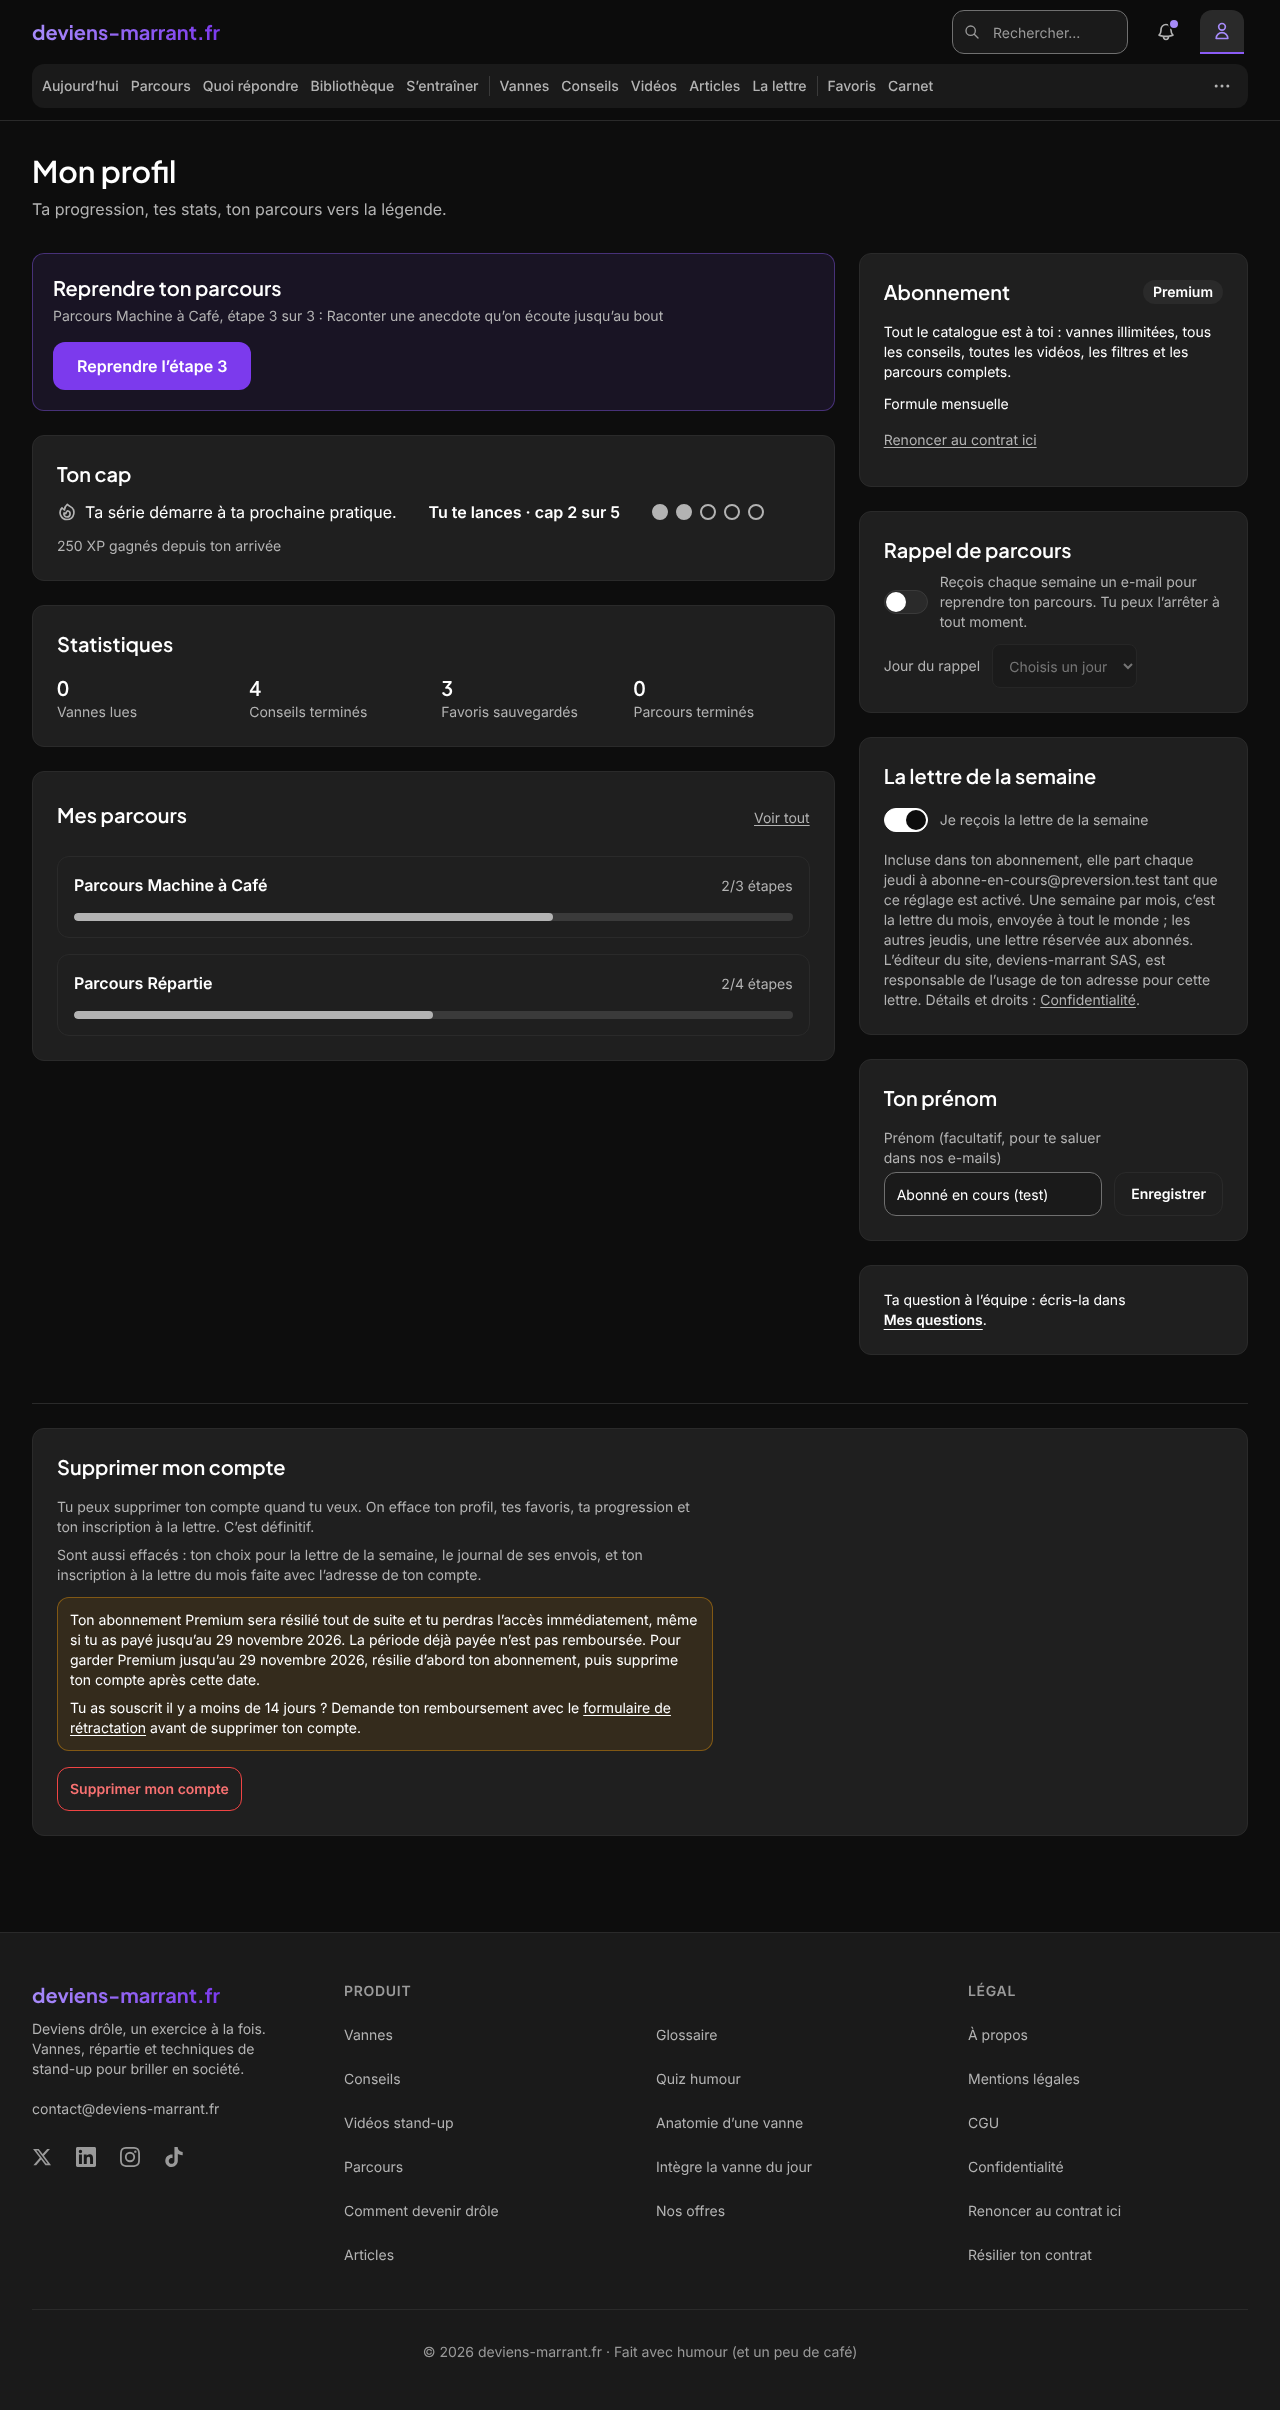 deviens-marrant.fr
Rechercher...
Aujourd’hui Parcours Quoi répondre Bibliothèque S’entraîner Vannes Conseils Vidéos Articles La lettre Favoris Carnet
Mon profil
Ta progression, tes stats, ton parcours vers la légende.
Reprendre ton parcours
Parcours Machine à Café, étape 3 sur 3 : Raconter une anecdote qu’on écoute jusqu’au bout
Reprendre l’étape 3
Ton cap
Ta série démarre à ta prochaine pratique. Tu te lances · cap 2 sur 5
250 XP gagnés depuis ton arrivée
Statistiques
0 4 3 0
Vannes lues Conseils terminés Favoris sauvegardés Parcours terminés
Mes parcours Voir tout
Parcours Machine à Café 2/3 étapes
Parcours Répartie 2/4 étapes
Abonnement Premium
Tout le catalogue est à toi : vannes illimitées, tous
les conseils, toutes les vidéos, les filtres et les
parcours complets.
Formule mensuelle
Renoncer au contrat ici
Rappel de parcours
Reçois chaque semaine un e-mail pour
reprendre ton parcours. Tu peux l’arrêter à
tout moment.
Jour du rappel Choisis un jour
La lettre de la semaine
Je reçois la lettre de la semaine
Incluse dans ton abonnement, elle part chaque
jeudi à abonne-en-cours@preversion.test tant que
ce réglage est activé. Une semaine par mois, c’est
la lettre du mois, envoyée à tout le monde ; les
autres jeudis, une lettre réservée aux abonnés.
L’éditeur du site, deviens-marrant SAS, est
responsable de l’usage de ton adresse pour cette
lettre. Détails et droits : Confidentialité.
Ton prénom
Prénom (facultatif, pour te saluer
dans nos e-mails)
Abonné en cours (test) Enregistrer
Ta question à l’équipe : écris-la dans
Mes questions.
Supprimer mon compte
Tu peux supprimer ton compte quand tu veux. On efface ton profil, tes favoris, ta progression et
ton inscription à la lettre. C’est définitif.
Sont aussi effacés : ton choix pour la lettre de la semaine, le journal de ses envois, et ton
inscription à la lettre du mois faite avec l’adresse de ton compte.
Ton abonnement Premium sera résilié tout de suite et tu perdras l’accès immédiatement, même
si tu as payé jusqu’au 29 novembre 2026. La période déjà payée n’est pas remboursée. Pour
garder Premium jusqu’au 29 novembre 2026, résilie d’abord ton abonnement, puis supprime
ton compte après cette date.
Tu as souscrit il y a moins de 14 jours ? Demande ton remboursement avec le formulaire de
rétractation avant de supprimer ton compte.
Supprimer mon compte
deviens-marrant.fr
Deviens drôle, un exercice à la fois.
Vannes, répartie et techniques de
stand-up pour briller en société.
contact@deviens-marrant.fr
PRODUIT
Vannes
Conseils
Vidéos stand-up
Parcours
Comment devenir drôle
Articles
Glossaire
Quiz humour
Anatomie d’une vanne
Intègre la vanne du jour
Nos offres
LÉGAL
À propos
Mentions légales
CGU
Confidentialité
Renoncer au contrat ici
Résilier ton contrat
© 2026 deviens-marrant.fr · Fait avec humour (et un peu de café)